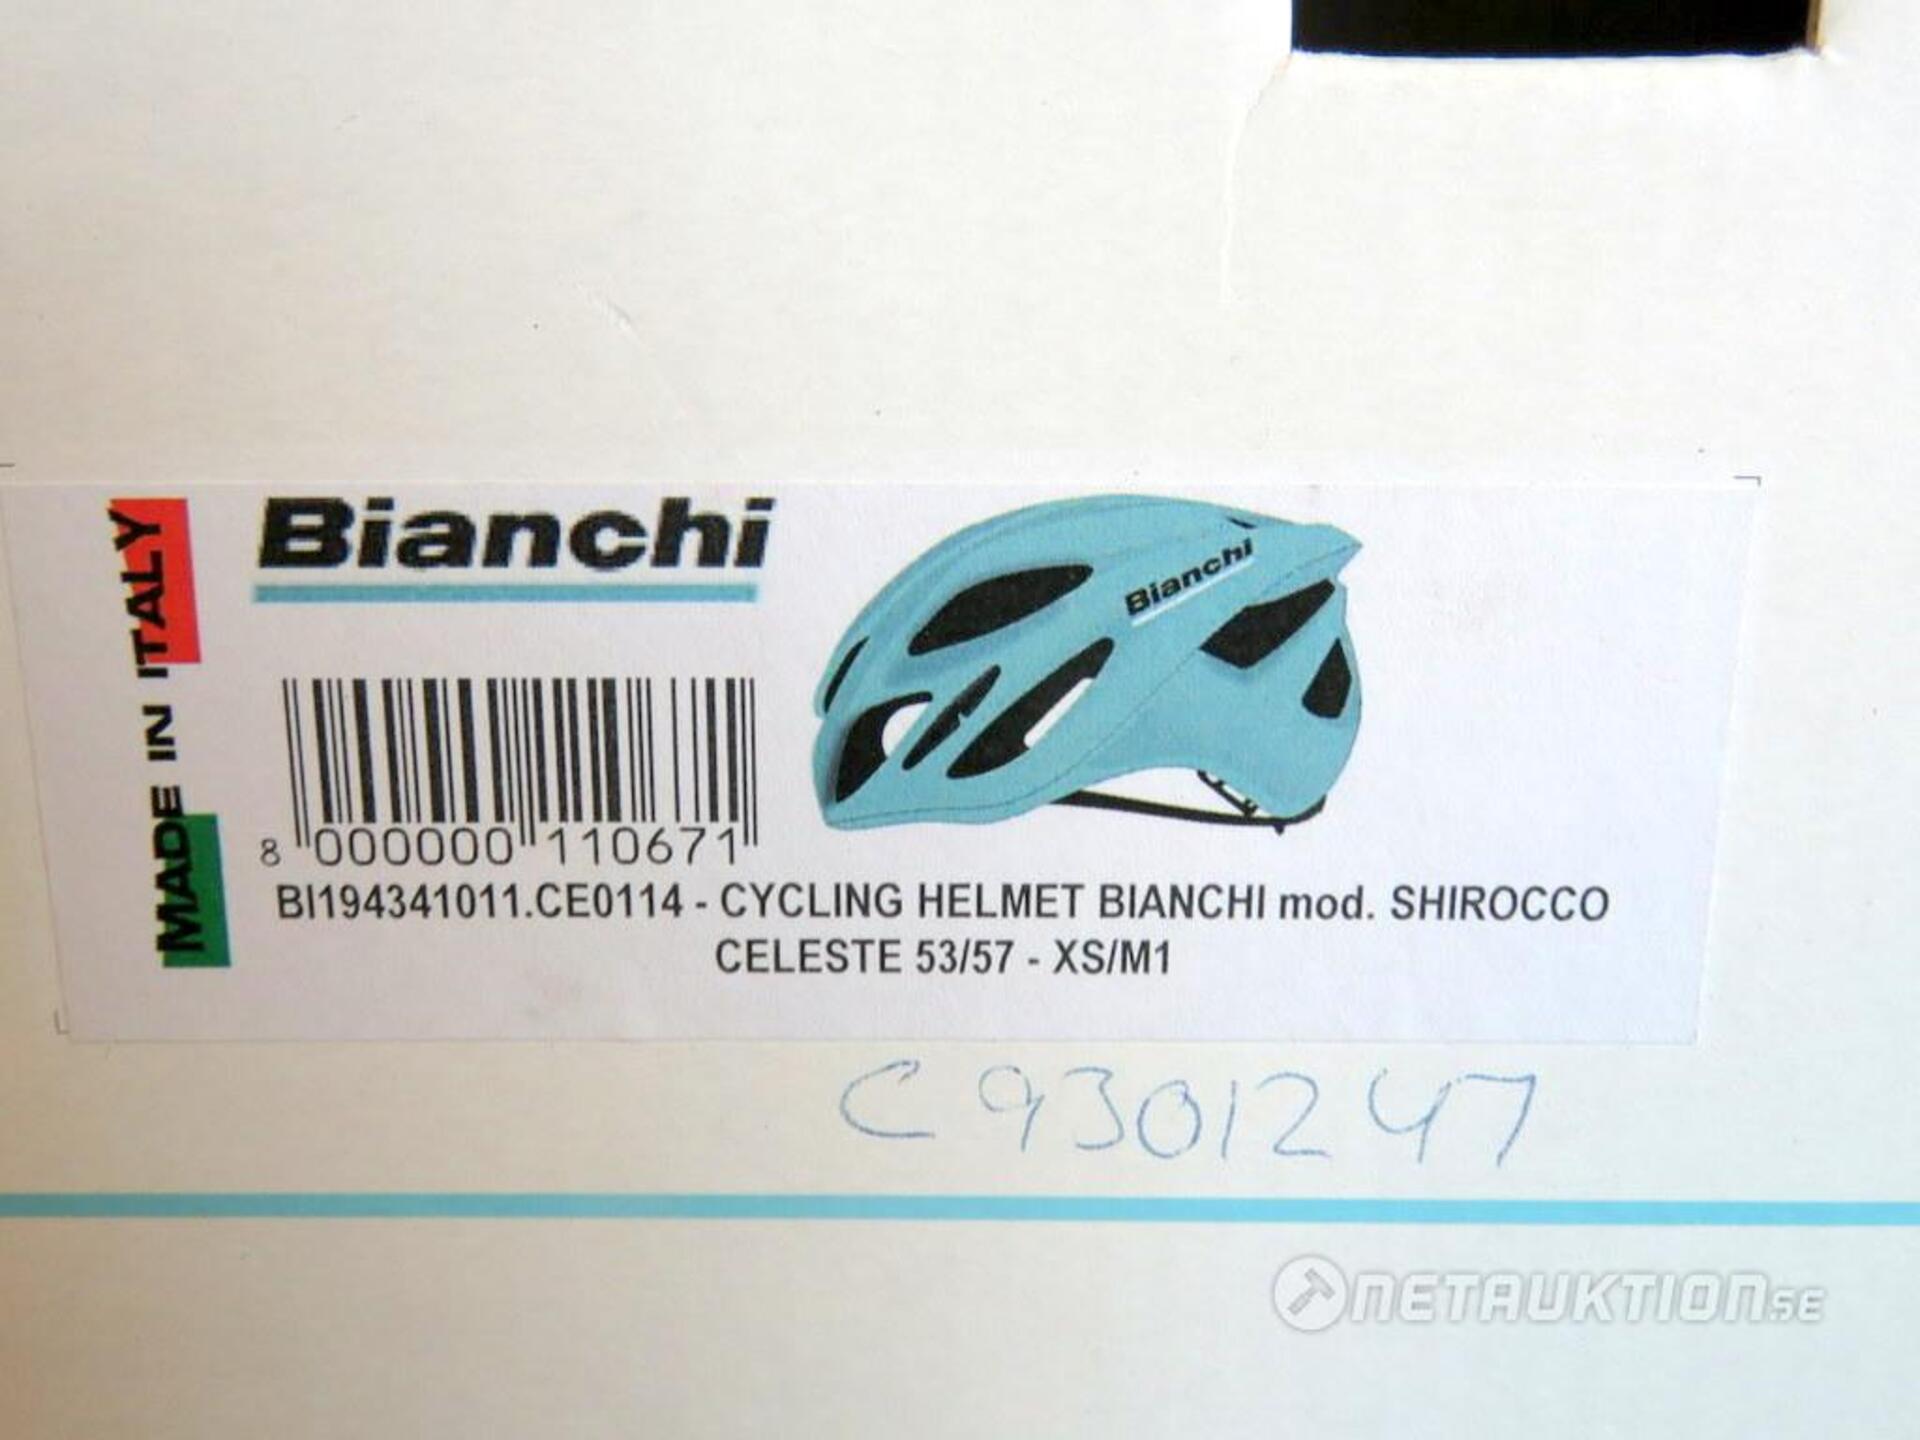 MADE IN ITALY
Bianchi
Bianchi
8 000000 110671
BI194341011.CE0114 - CYCLING HELMET BIANCHI mod. SHIROCCO
CELESTE 53/57 - XS/M1
C9301247
NETAUKTION.SE